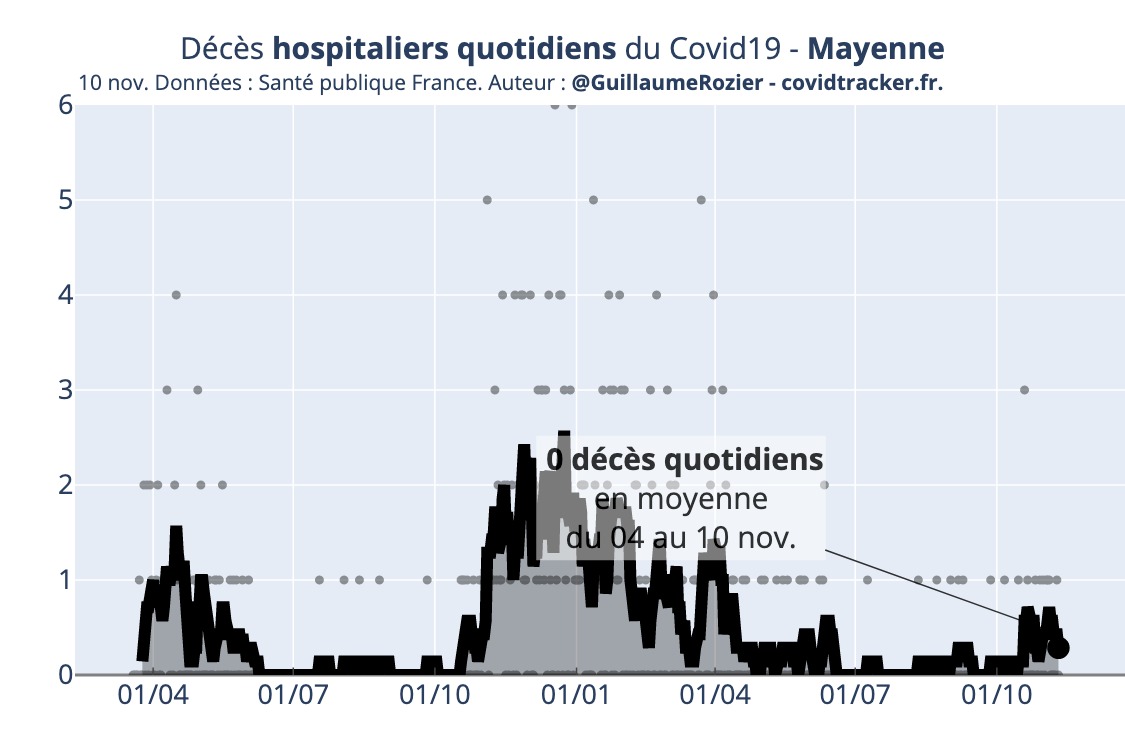 Décès hospitaliers quotidiens du Covid19 - Mayenne
10 nov. Données : Santé publique France. Auteur : @GuillaumeRozier - covidtracker.fr.
6
5
4
3
2
1
0
0 décès quotidiens
en moyenne
du 04 au 10 nov.
01/04 01/07 01/10 01/01 01/04 01/07 01/10